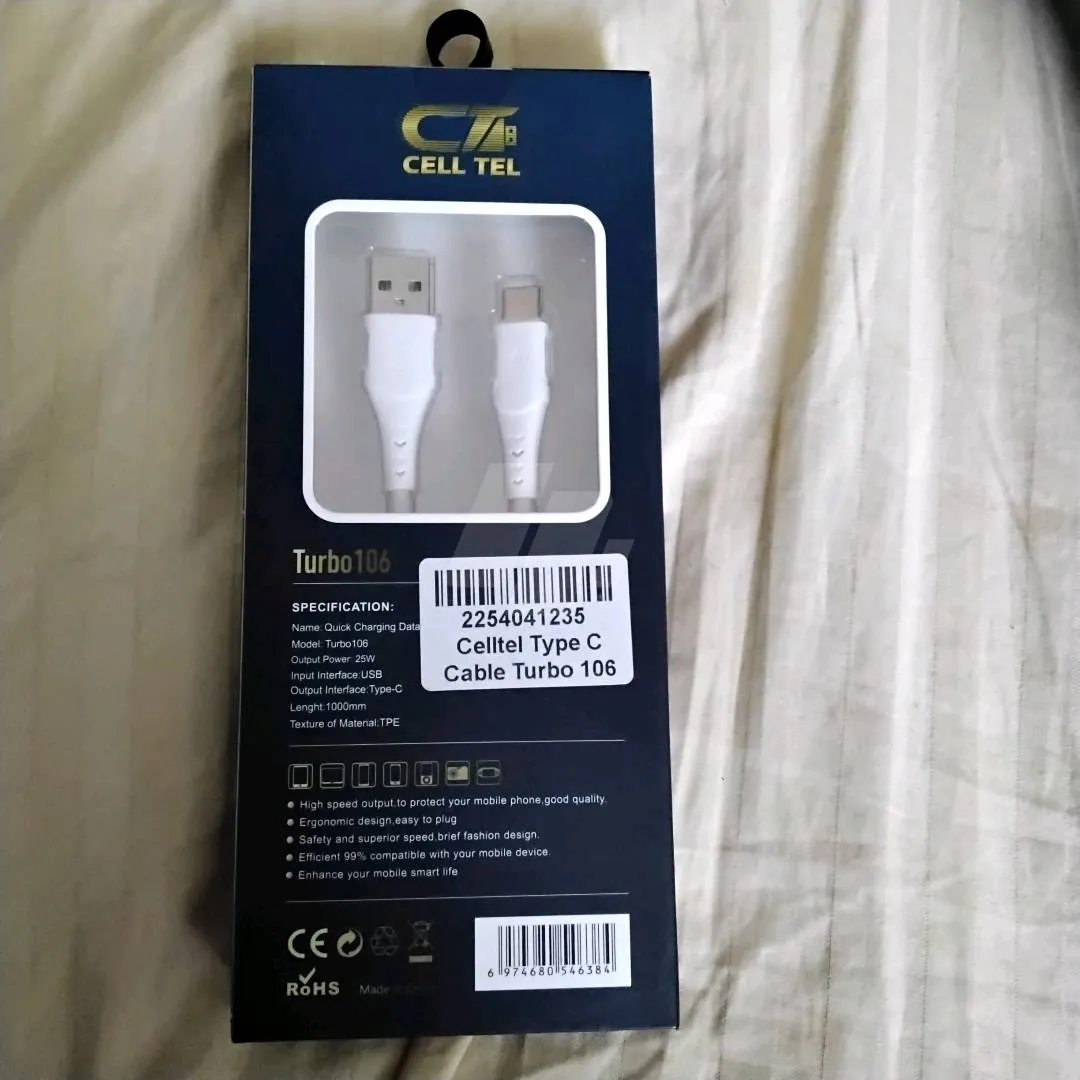 CT
CELL TEL
Turbo106
SPECIFICATION:
Name: Quick Charging Data
Model: Turbo106
Output Power: 25W
Input Interface:USB
Output Interface:Type-C
Lenght:1000mm
Texture of Material:TPE
2254041235
Celltel Type C
Cable Turbo 106
High speed output,to protect your mobile phone,good quality.
Ergonomic design,easy to plug
Safety and superior speed,brief fashion design.
Efficient 99% compatible with your mobile device.
Enhance your mobile smart life
CE
RoHS
Made
6 974680 546384